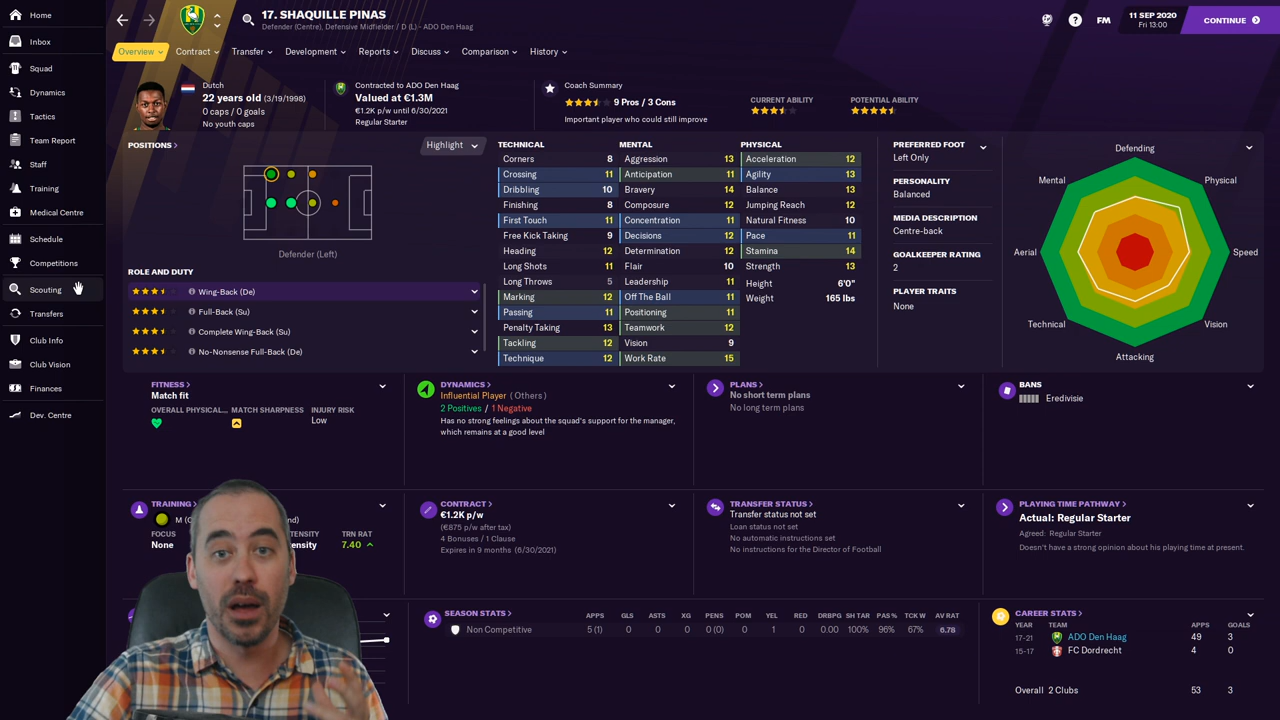 Home
Inbox
Squad
Dynamics
Tactics
Team Report
Staff
Training
Medical Centre
Schedule
Competitions
Scouting
Transfers
Club Info
Club Vision
Finances
Dev. Centre
17. SHAQUILLE PINAS
Defender (Centre), Defensive Midfielder / D (L) - ADO Den Haag
FM
11 SEP 2020
Fri 13:00
CONTINUE
Overview
Contract
Transfer
Development
Reports
Discuss
Comparison
History
Dutch
22 years old (3/19/1998)
0 caps / 0 goals
No youth caps
Contracted to ADO Den Haag
Valued at €1.3M
€1.2K p/w until 6/30/2021
Regular Starter
Coach Summary
9 Pros / 3 Cons
Important player who could still improve
CURRENT ABILITY
POTENTIAL ABILITY
POSITIONS
Highlight
Defender (Left)
ROLE AND DUTY
Wing-Back (De)
Full-Back (Su)
Complete Wing-Back (Su)
No-Nonsense Full-Back (De)
TECHNICAL
Corners 8
Crossing 11
Dribbling 10
Finishing 8
First Touch 11
Free Kick Taking 9
Heading 12
Long Shots 11
Long Throws 5
Marking 12
Passing 11
Penalty Taking 13
Tackling 12
Technique 12
MENTAL
Aggression 13
Anticipation 11
Bravery 14
Composure 12
Concentration 11
Decisions 12
Determination 12
Flair 10
Leadership 11
Off The Ball 11
Positioning 11
Teamwork 12
Vision 9
Work Rate 15
PHYSICAL
Acceleration 12
Agility 13
Balance 13
Jumping Reach 12
Natural Fitness 10
Pace 11
Stamina 14
Strength 13
Height 6'0"
Weight 165 lbs
PREFERRED FOOT
Left Only
PERSONALITY
Balanced
MEDIA DESCRIPTION
Centre-back
GOALKEEPER RATING
2
PLAYER TRAITS
None
Defending
Mental
Physical
Aerial
Speed
Technical
Vision
Attacking
FITNESS
Match fit
OVERALL PHYSICAL... MATCH SHARPNESS INJURY RISK
Low
DYNAMICS
Influential Player (Others)
2 Positives / 1 Negative
Has no strong feelings about the squad's support for the manager,
which remains at a good level
PLANS
No short term plans
No long term plans
BANS
Eredivisie
TRAINING
M (C
nd)
FOCUS
TENSITY
TRN RAT
None
ensity
7.40
CONTRACT
€1.2K p/w
(€875 p/w after tax)
4 Bonuses / 1 Clause
Expires in 9 months (6/30/2021)
TRANSFER STATUS
Transfer status not set
Loan status not set
No automatic instructions set
No instructions for the Director of Football
PLAYING TIME PATHWAY
Actual: Regular Starter
Agreed: Regular Starter
Doesn't have a strong opinion about his playing time at present.
SEASON STATS
APPS GLS ASTS XG PENS POM YEL RED DRBPG SH TAR PAS % TCK W AV RAT
Non Competitive 5 (1) 0 0 0 0 (0) 0 1 0 0.00 100% 96% 67% 6.78
CAREER STATS
YEAR TEAM APPS GOALS
17-21 ADO Den Haag 49 3
15-17 FC Dordrecht 4 0
Overall 2 Clubs 53 3